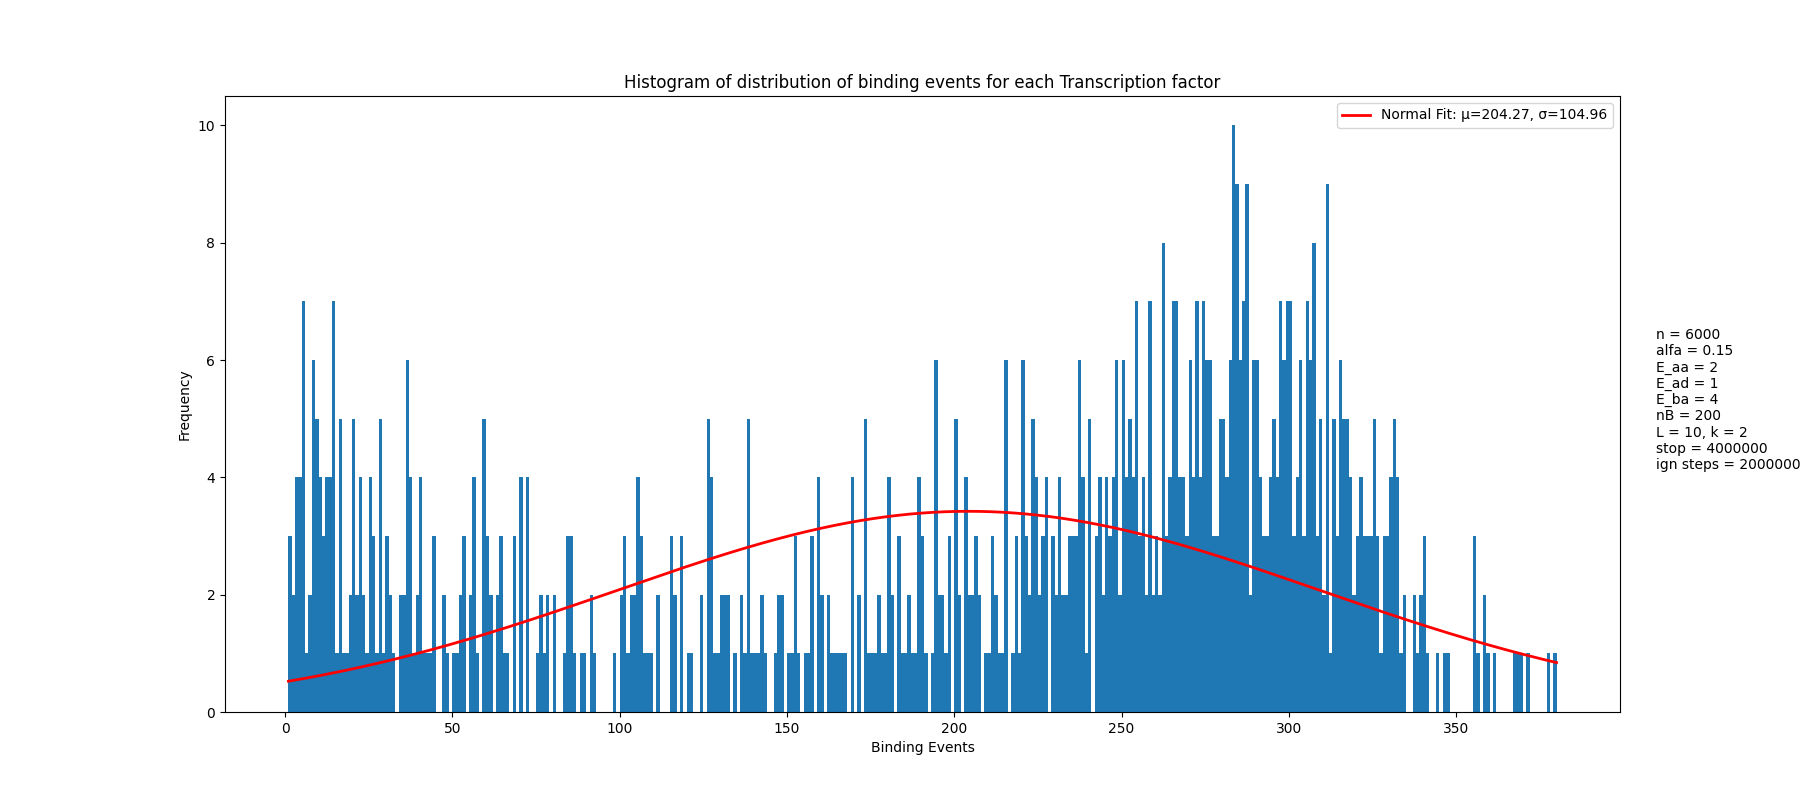 Histogram of distribution of binding events for each Transcription factor
Normal Fit: μ=204.27, σ=104.96
10
8
6
4
2
0
Frequency
0 50 100 150 200 250 300 350
Binding Events
n = 6000
alfa = 0.15
E_aa = 2
E_ad = 1
E_ba = 4
nB = 200
L = 10, k = 2
stop = 4000000
ign steps = 2000000